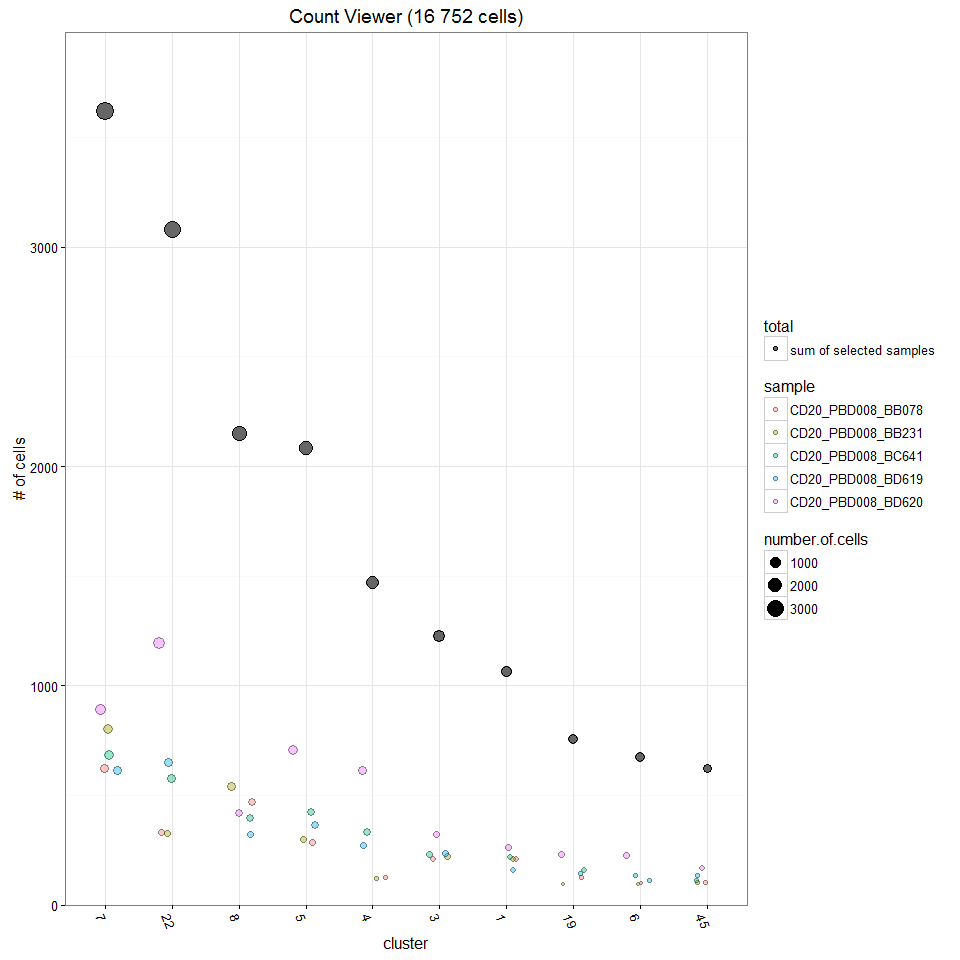 Count Viewer (16 752 cells)
# of cells
3000
2000
1000
0
7
22
8
5
4
3
1
19
6
45
cluster
total
sum of selected samples
sample
CD20_PBD008_BB078
CD20_PBD008_BB231
CD20_PBD008_BC641
CD20_PBD008_BD619
CD20_PBD008_BD620
number.of.cells
1000
2000
3000